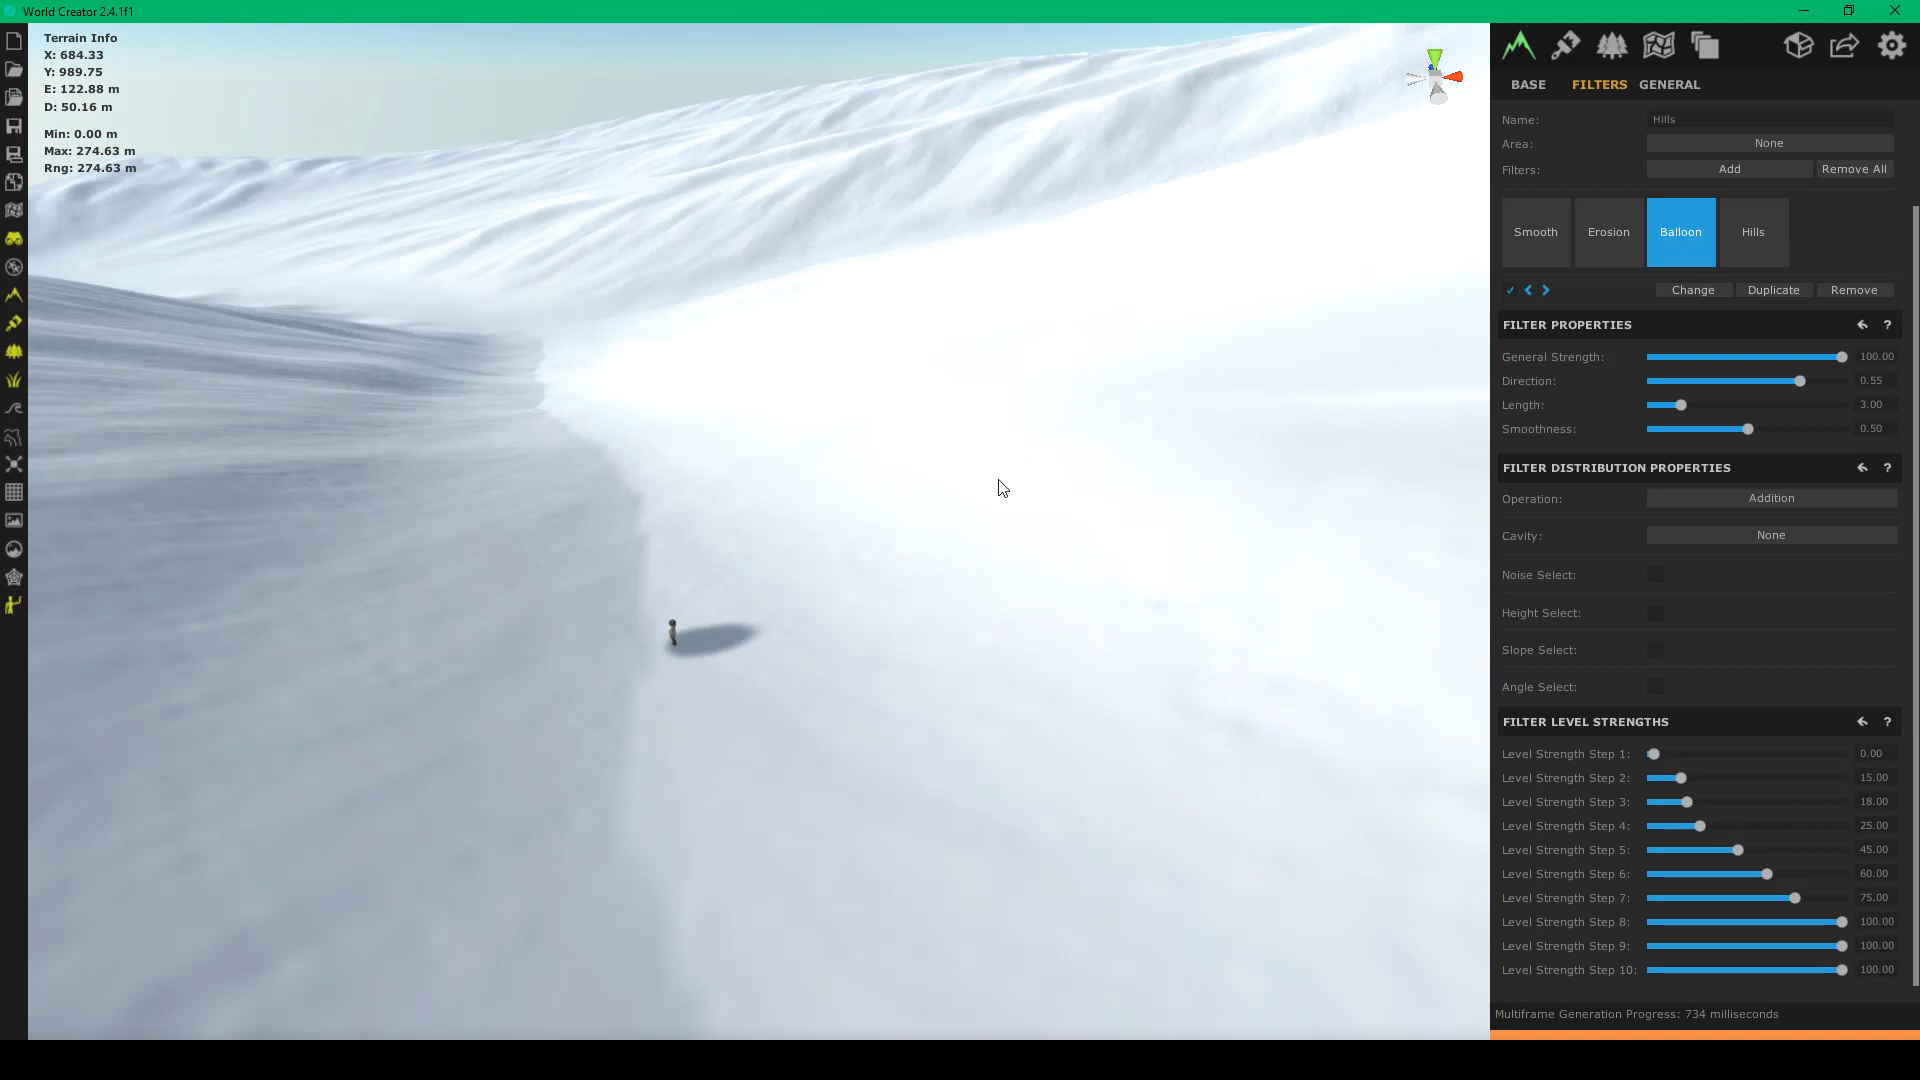 World Creator 2.4.1f1
Terrain Info
X: 684.33
Y: 989.75
E: 122.88 m
D: 50.16 m
Min: 0.00 m
Max: 274.63 m
Rng: 274.63 m
BASE FILTERS GENERAL
Name: Hills
Area: None
Filters: Add Remove All
Smooth Erosion Balloon Hills
Change Duplicate Remove
FILTER PROPERTIES ?
General Strength: 100.00
Direction: 0.55
Length: 3.00
Smoothness: 0.50
FILTER DISTRIBUTION PROPERTIES ?
Operation: Addition
Cavity: None
Noise Select:
Height Select:
Slope Select:
Angle Select:
FILTER LEVEL STRENGTHS ?
Level Strength Step 1: 0.00
Level Strength Step 2: 15.00
Level Strength Step 3: 18.00
Level Strength Step 4: 25.00
Level Strength Step 5: 45.00
Level Strength Step 6: 60.00
Level Strength Step 7: 75.00
Level Strength Step 8: 100.00
Level Strength Step 9: 100.00
Level Strength Step 10: 100.00
Multiframe Generation Progress: 734 milliseconds